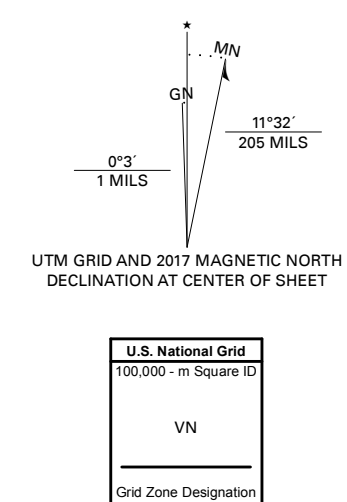 ★
MN
GN
11°32´
205 MILS
0°3´
1 MILS
UTM GRID AND 2017 MAGNETIC NORTH
DECLINATION AT CENTER OF SHEET
U.S. National Grid
100,000 - m Square ID
VN
Grid Zone Designation